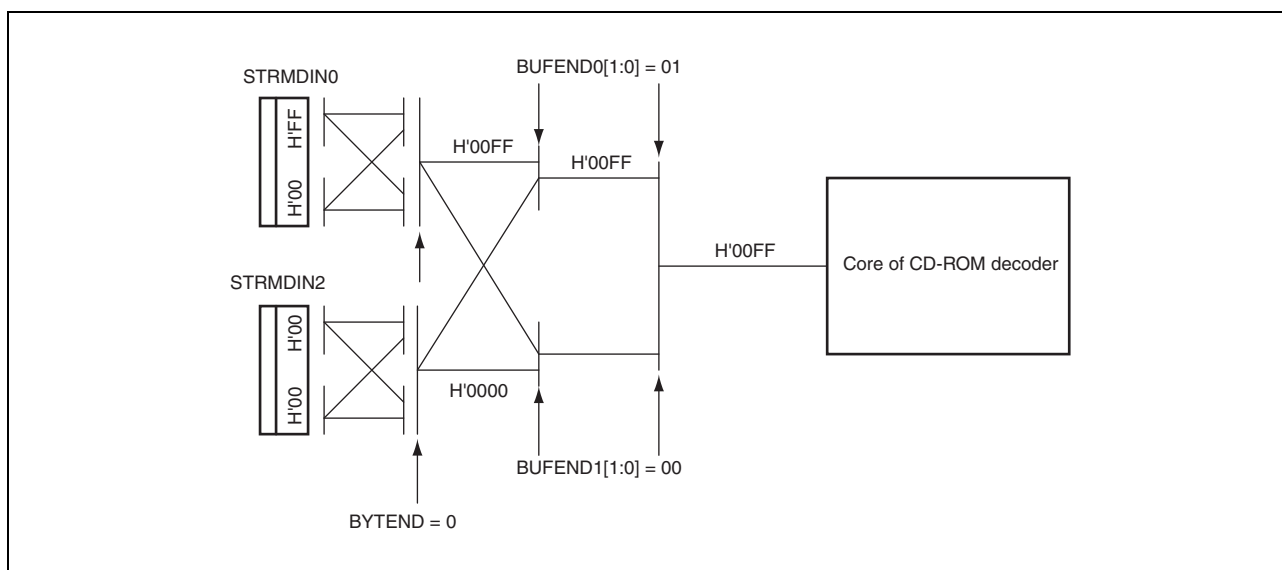 STRMDIN0
H'FF
H'00
BUFEND0[1:0] = 01
H'00FF
H'00FF
H'00FF
Core of CD-ROM decoder
STRMDIN2
H'00
H'00
H'0000
BUFEND1[1:0] = 00
BYTEND = 0